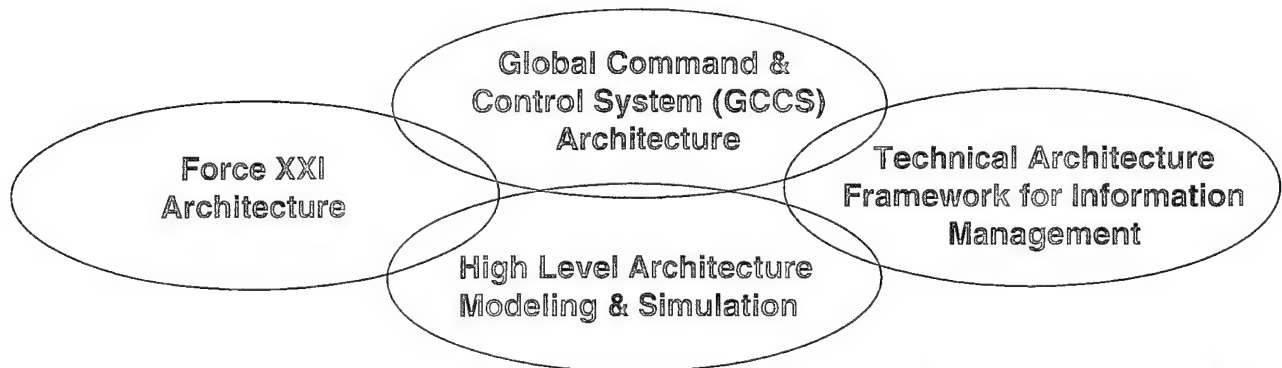 Global Command &
Control System (GCCS)
Architecture
Force XXI
Architecture
Technical Architecture
Framework for Information
Management
High Level Architecture
Modeling & Simulation